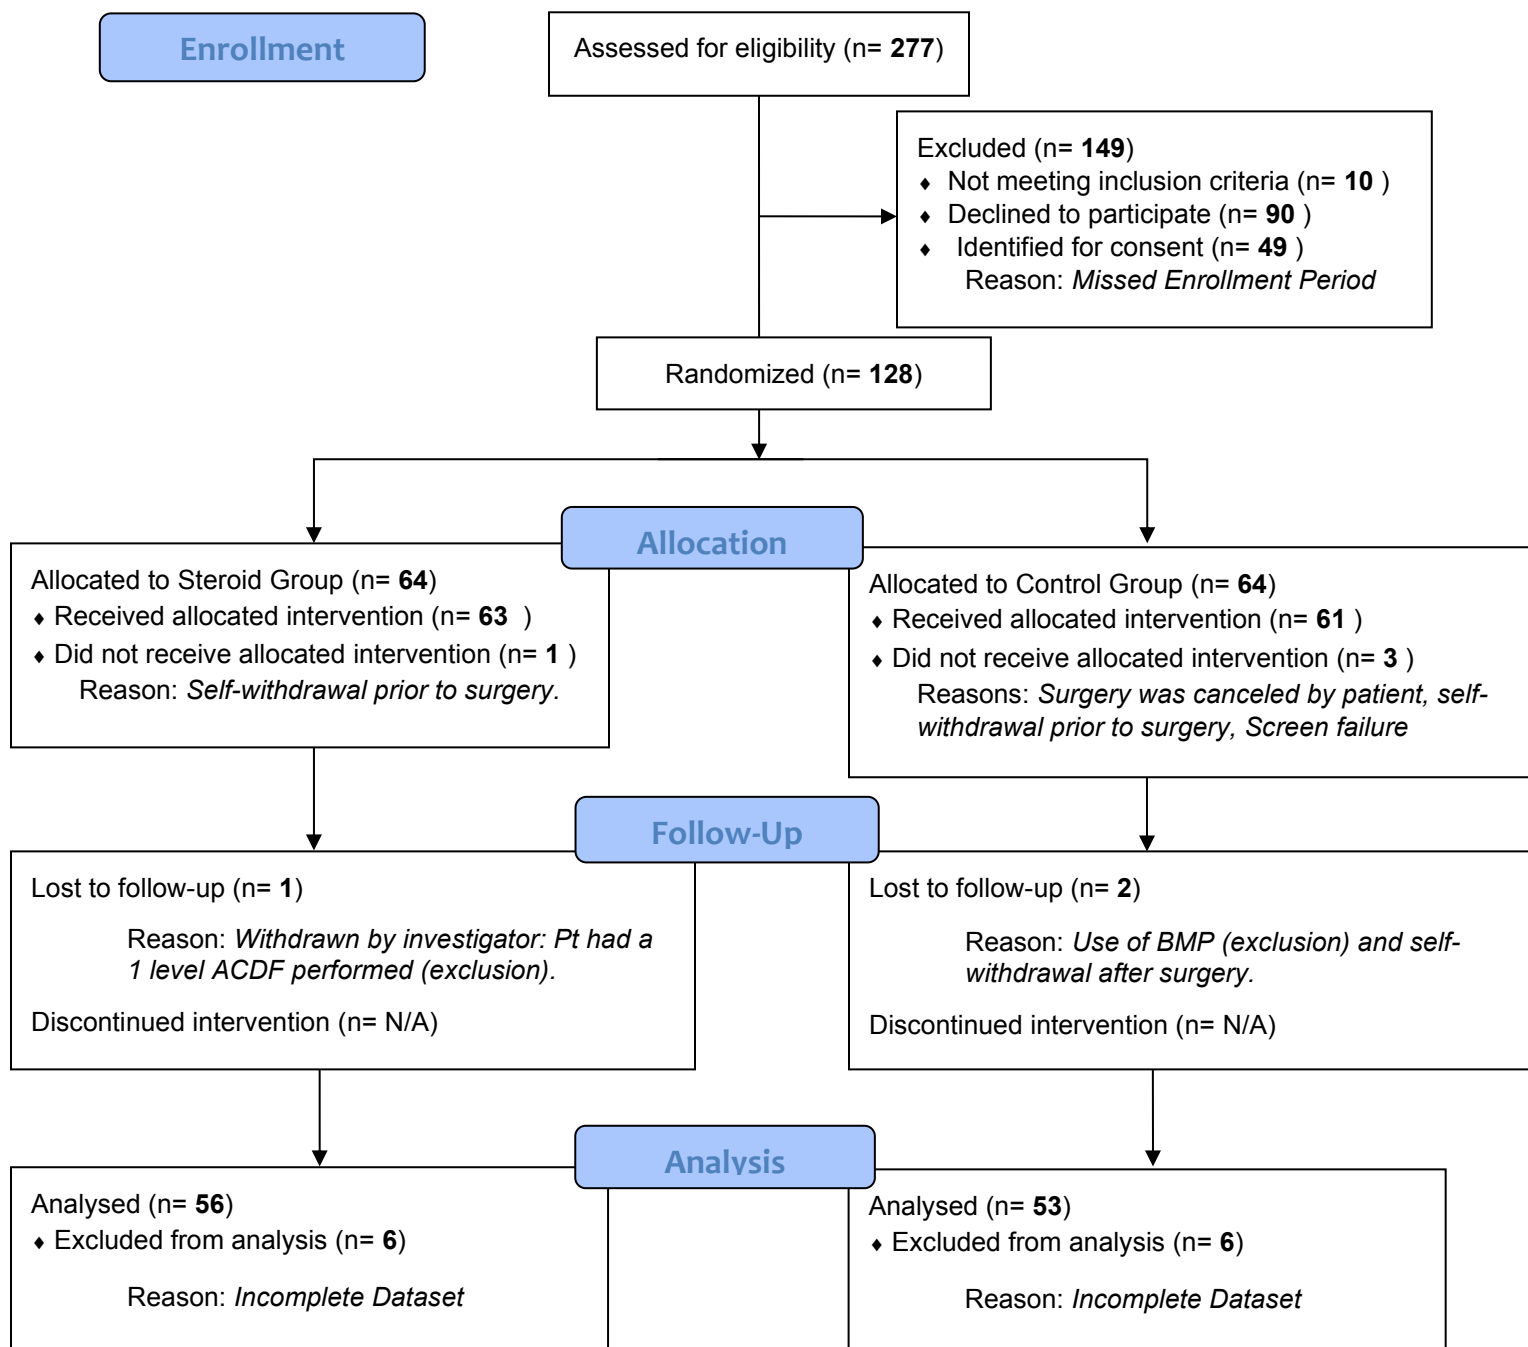 Enrollment
Assessed for eligibility (n= 277)
Excluded (n= 149)
♦ Not meeting inclusion criteria (n= 10 )
♦ Declined to participate (n= 90 )
♦ Identified for consent (n= 49 )
Reason: Missed Enrollment Period
Randomized (n= 128)
Allocation
Allocated to Steroid Group (n= 64)
♦ Received allocated intervention (n= 63 )
♦ Did not receive allocated intervention (n= 1 )
Reason: Self-withdrawal prior to surgery.
Allocated to Control Group (n= 64)
♦ Received allocated intervention (n= 61 )
♦ Did not receive allocated intervention (n= 3 )
Reasons: Surgery was canceled by patient, self-
withdrawal prior to surgery, Screen failure
Follow-Up
Lost to follow-up (n= 1)
Reason: Withdrawn by investigator: Pt had a
1 level ACDF performed (exclusion).
Discontinued intervention (n= N/A)
Lost to follow-up (n= 2)
Reason: Use of BMP (exclusion) and self-
withdrawal after surgery.
Discontinued intervention (n= N/A)
Analysis
Analysed (n= 56)
♦ Excluded from analysis (n= 6)
Reason: Incomplete Dataset
Analysed (n= 53)
♦ Excluded from analysis (n= 6)
Reason: Incomplete Dataset